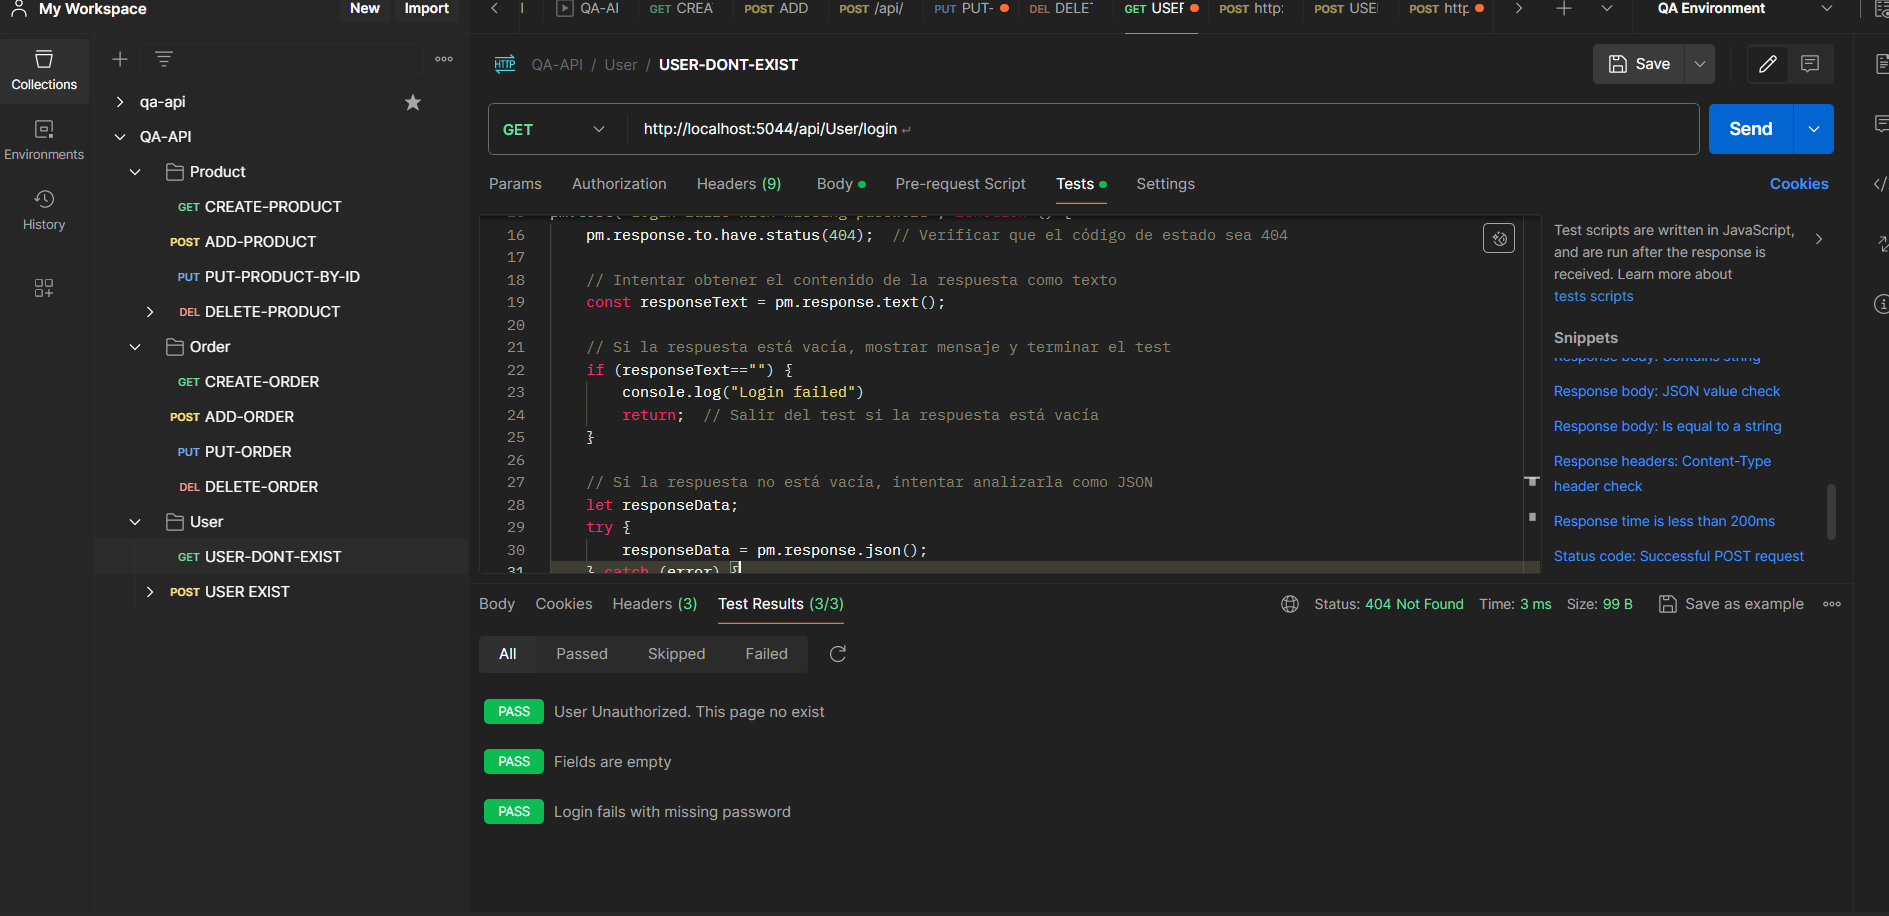 My Workspace
New
Import
QA-AI
GET CREA
POST ADD
POST /api/
PUT PUT-
DEL DELE
GET USEF
POST http:
POST USE
POST http
QA Environment
Collections
Environments
History
qa-api
QA-API
Product
GET CREATE-PRODUCT
POST ADD-PRODUCT
PUT PUT-PRODUCT-BY-ID
DEL DELETE-PRODUCT
Order
GET CREATE-ORDER
POST ADD-ORDER
PUT PUT-ORDER
DEL DELETE-ORDER
User
GET USER-DONT-EXIST
POST USER EXIST
HTTP QA-API / User / USER-DONT-EXIST
Save
GET
http://localhost:5044/api/User/login
Send
Params
Authorization
Headers (9)
Body
Pre-request Script
Tests
Settings
Cookies
16 pm.response.to.have.status(404);  // Verificar que el código de estado sea 404
17
18 // Intentar obtener el contenido de la respuesta como texto
19 const responseText = pm.response.text();
20
21 // Si la respuesta está vacía, mostrar mensaje y terminar el test
22 if (responseText=="") {
23 console.log("Login failed")
24 return;  // Salir del test si la respuesta está vacía
25 }
26
27 // Si la respuesta no está vacía, intentar analizarla como JSON
28 let responseData;
29 try {
30 responseData = pm.response.json();
31 } catch (error) {
Test scripts are written in JavaScript,
and are run after the response is
received. Learn more about
tests scripts
Snippets
Response body: Contains string
Response body: JSON value check
Response body: Is equal to a string
Response headers: Content-Type
header check
Response time is less than 200ms
Status code: Successful POST request
Body
Cookies
Headers (3)
Test Results (3/3)
Status: 404 Not Found
Time: 3 ms
Size: 99 B
Save as example
All
Passed
Skipped
Failed
PASS User Unauthorized. This page no exist
PASS Fields are empty
PASS Login fails with missing password